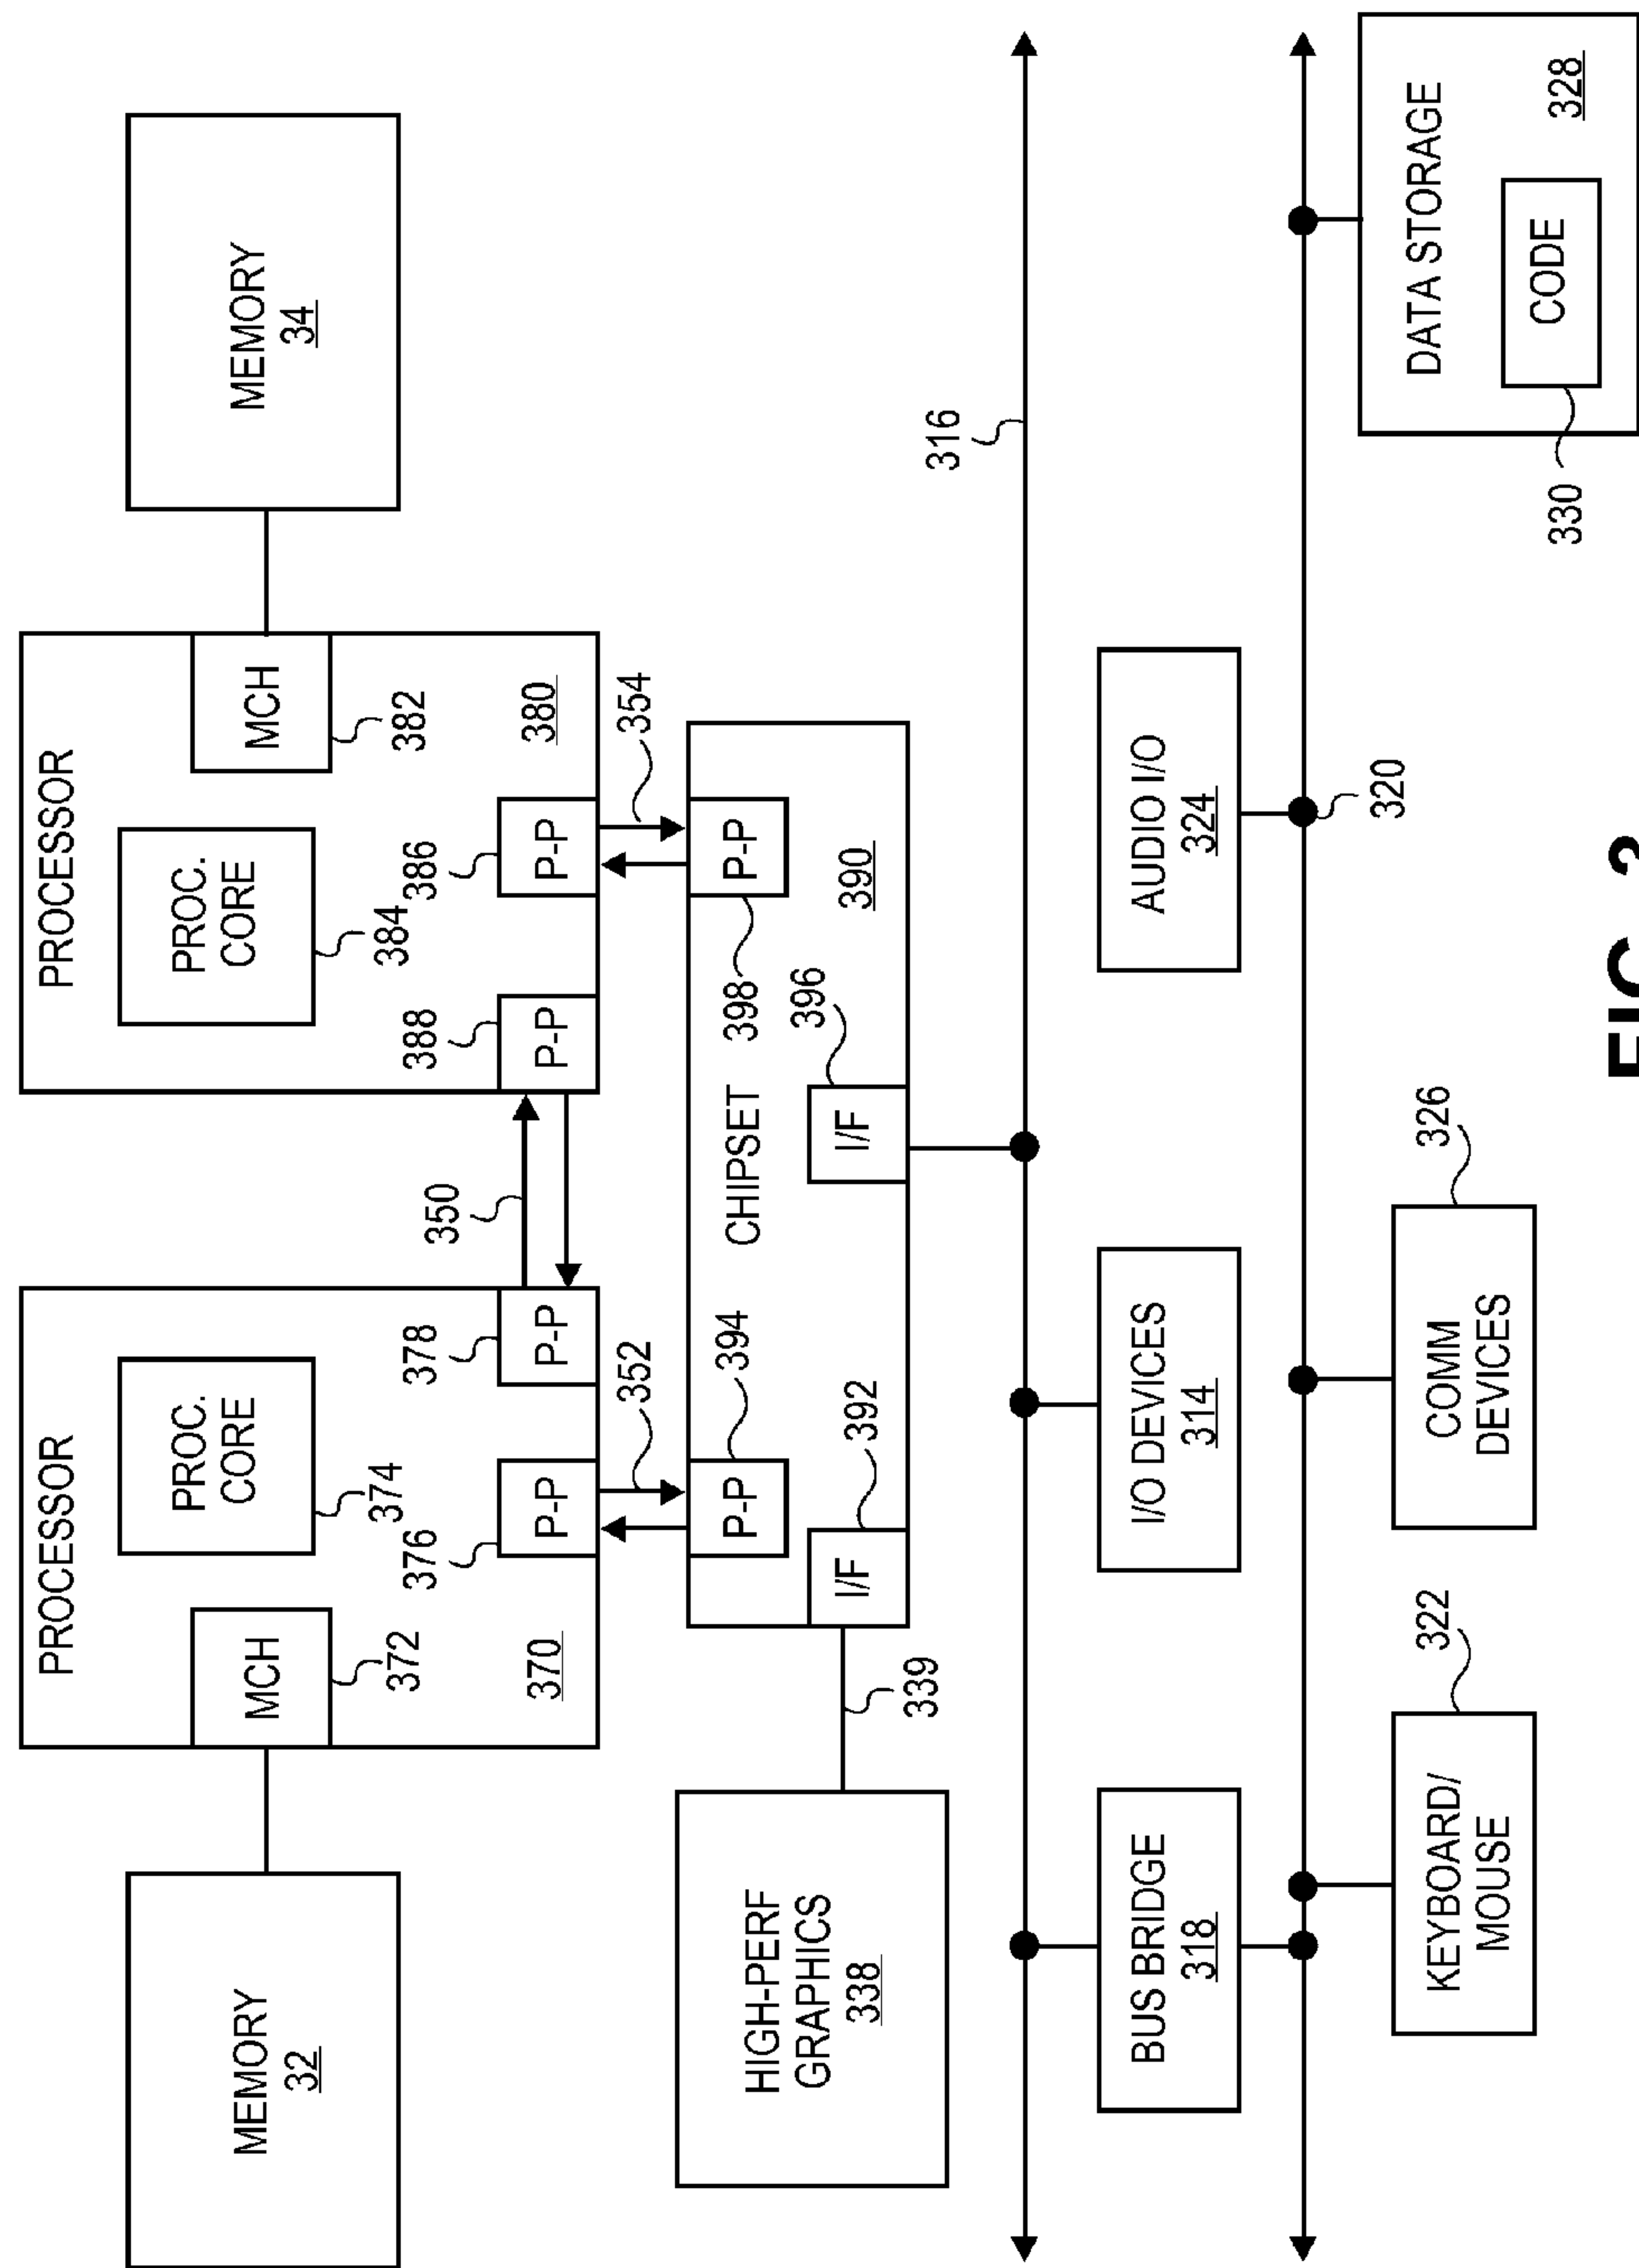 MEMORY
32
PROCESSOR
MCH
372
PROC.
CORE
374
376
P-P
378
P-P
370
350
PROCESSOR
PROC.
CORE
384
MCH
382
388
P-P
386
P-P
380
MEMORY
34
352
354
HIGH-PERF
GRAPHICS
338
339
P-P
394
I/F
392
CHIPSET
P-P
398
I/F
396
390
316
BUS BRIDGE
318
I/O DEVICES
314
AUDIO I/O
324
320
KEYBOARD/
MOUSE
322
COMM
DEVICES
326
DATA STORAGE
328
CODE
330
FIG. 3